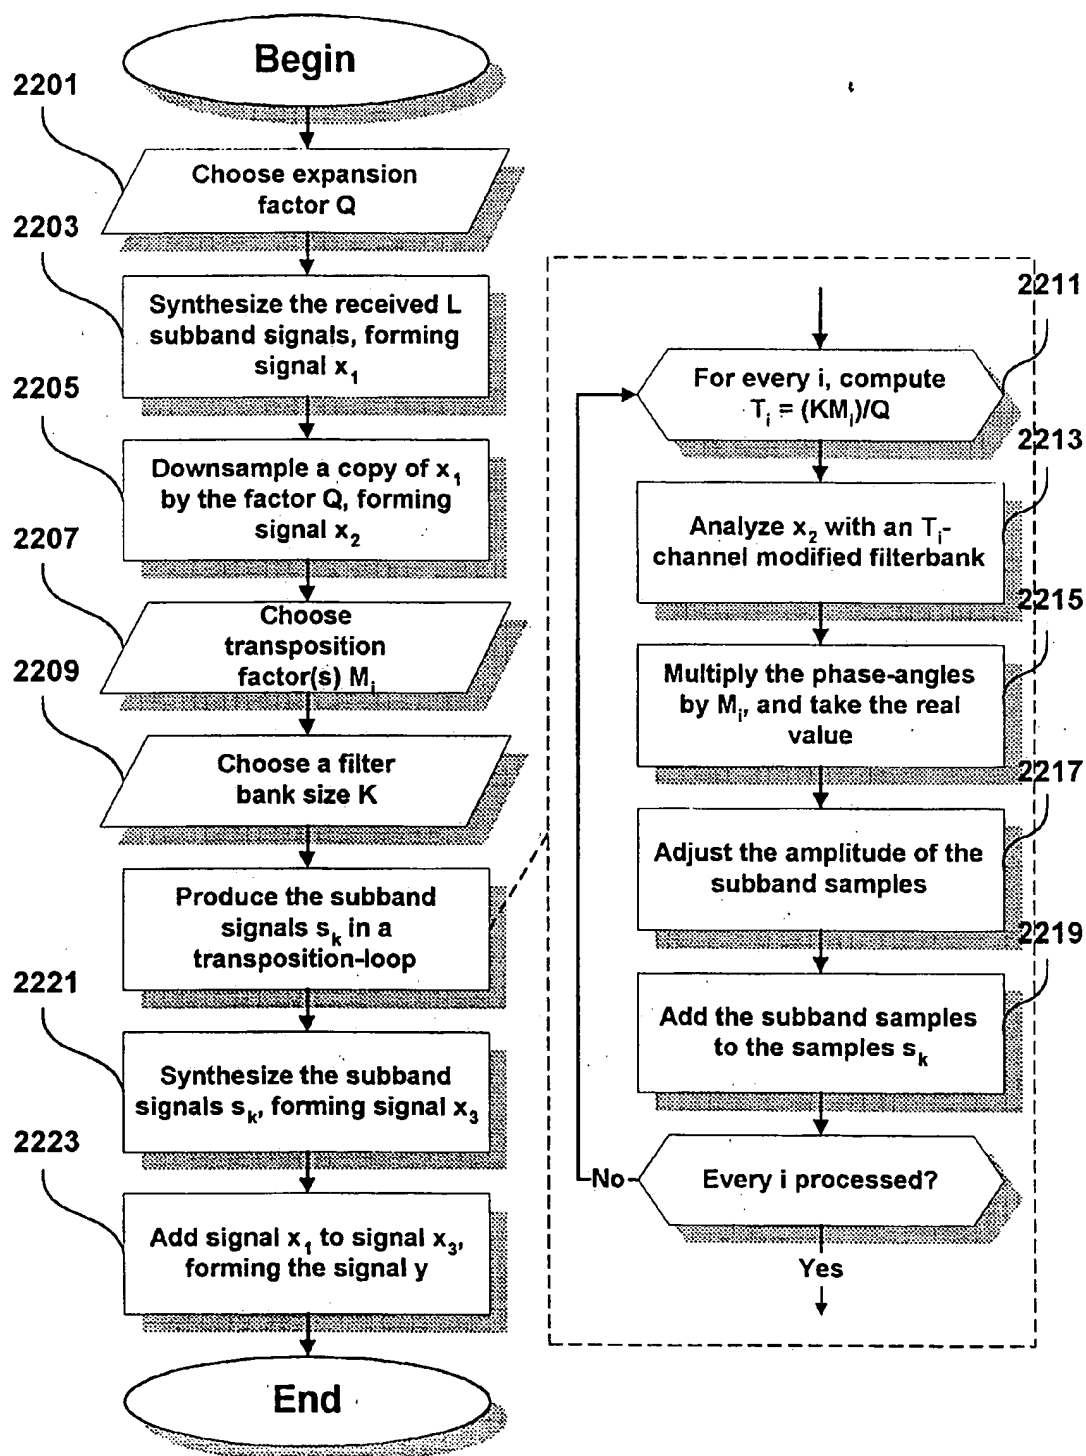 Begin
2201
Choose expansion
factor Q
2203
Synthesize the received L
subband signals, forming
signal x₁
2205
Downsample a copy of x₁
by the factor Q, forming
signal x₂
2207
Choose
transposition
factor(s) Mᵢ
2209
Choose a filter
bank size K
Produce the subband
signals sₖ in a
transposition-loop
2221
Synthesize the subband
signals sₖ, forming signal x₃
2223
Add signal x₁ to signal x₃,
forming the signal y
End
2211
For every i, compute
Tᵢ = (KMᵢ)/Q
2213
Analyze x₂ with an Tᵢ-
channel modified filterbank
2215
Multiply the phase-angles
by Mᵢ, and take the real
value
2217
Adjust the amplitude of the
subband samples
2219
Add the subband samples
to the samples sₖ
Every i processed?
No
Yes